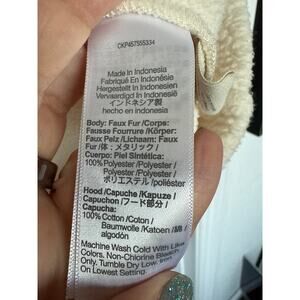 CKP457555334
Made In Indonesia
Fabriqué En Indonésie
Hergestellt In Indonesien
Vervaardigd In Indonesië
インドネシア製
Body: Faux Fur /Corps:
Fausse Fourrure /Körper:
Faux Pelz /Lichaam: Faux
Fur /体: メタリック /
Cuerpo: Piel Sintética:
100%Polyester /Polyester/
Polyester /Polyester /
ポリエステル /poliéster
Hood /Capuche /Kapuze /
Capuchon /フード部分 /
Capucha:
100%Cotton /Coton /
Baumwolle /Katoen /綿/
algodón
Machine Wash Cold With Like
Colors. Non-Chlorine Bleach
Only. Tumble Dry Low. Iron
On Lowest Setting